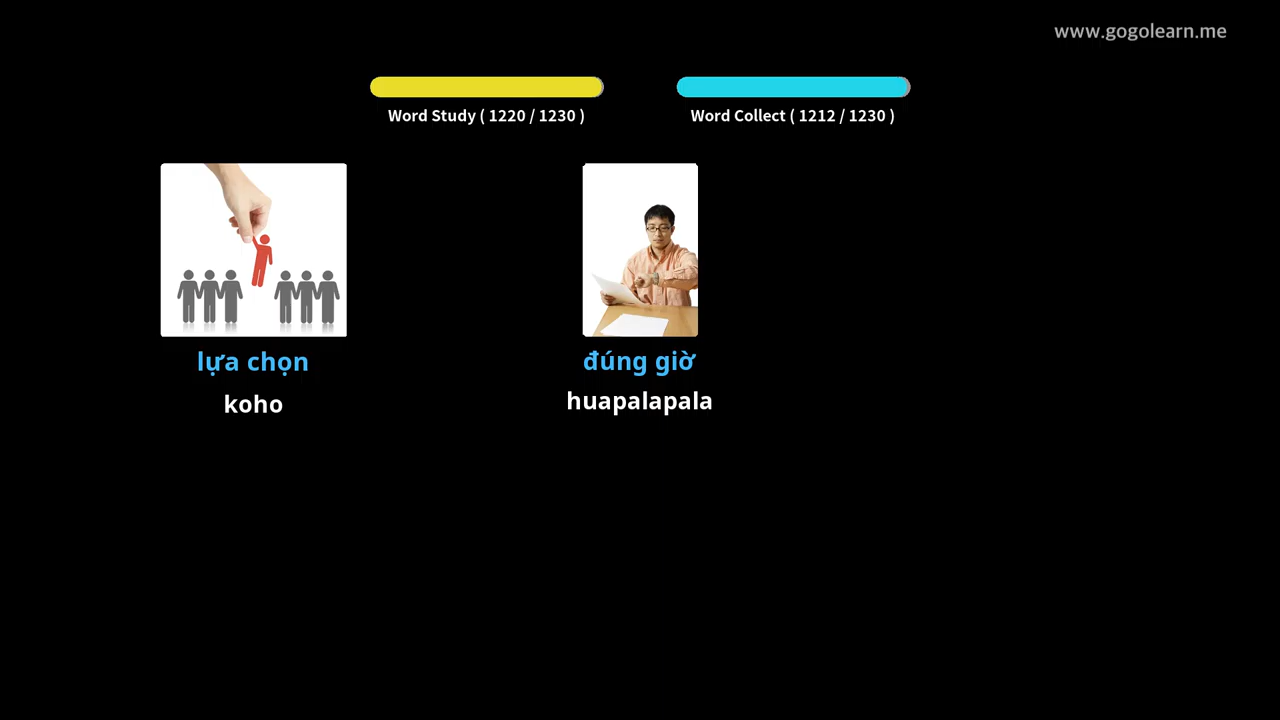 www.gogolearn.me
Word Study ( 1220 / 1230 )
Word Collect ( 1212 / 1230 )
lựa chọn
koho
đúng giờ
huapalapala